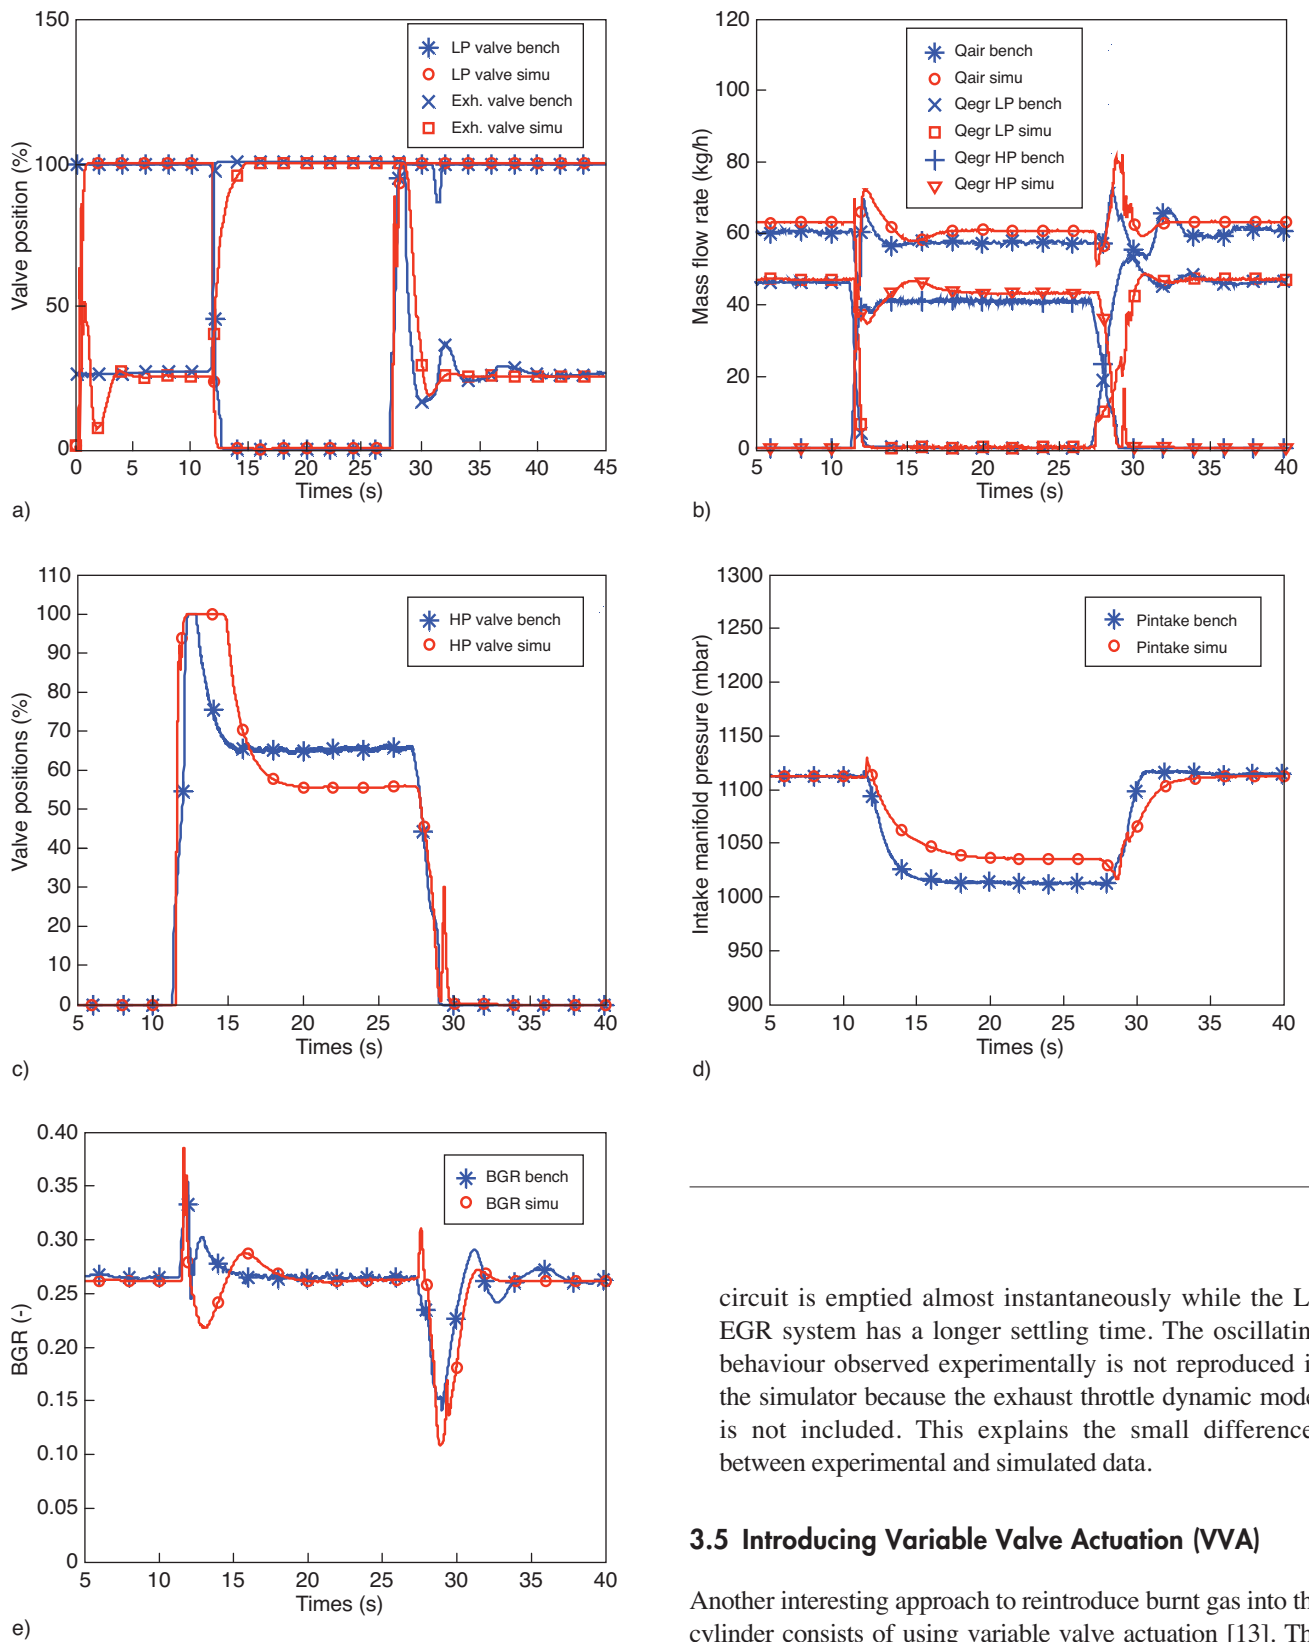 150
100
50
0
Valve position (%)
LP valve bench
LP valve simu
Exh. valve bench
Exh. valve simu
0 5 10 15 20 25 30 35 40 45
Times (s)
a)
120
100
80
60
40
20
0
Mass flow rate (kg/h)
Qair bench
Qair simu
Qegr LP bench
Qegr LP simu
Qegr HP bench
Qegr HP simu
5 10 15 20 25 30 35 40
Times (s)
b)
110
100
90
80
70
60
50
40
30
20
10
0
Valve positions (%)
HP valve bench
HP valve simu
5 10 15 20 25 30 35 40
Times (s)
c)
1300
1250
1200
1150
1100
1050
1000
950
900
Intake manifold pressure (mbar)
Pintake bench
Pintake simu
5 10 15 20 25 30 35 40
Times (s)
d)
0.40
0.35
0.30
0.25
0.20
0.15
0.10
0.05
0
BGR (-)
BGR bench
BGR simu
5 10 15 20 25 30 35 40
Times (s)
e)
circuit is emptied almost instantaneously while the
EGR system has a longer settling time. The oscillatin
behaviour observed experimentally is not reproduced i
the simulator because the exhaust throttle dynamic mode
is not included. This explains the small difference
between experimental and simulated data.
3.5 Introducing Variable Valve Actuation (VVA)
Another interesting approach to reintroduce burnt gas into th
cylinder consists of using variable valve actuation [13]. Th